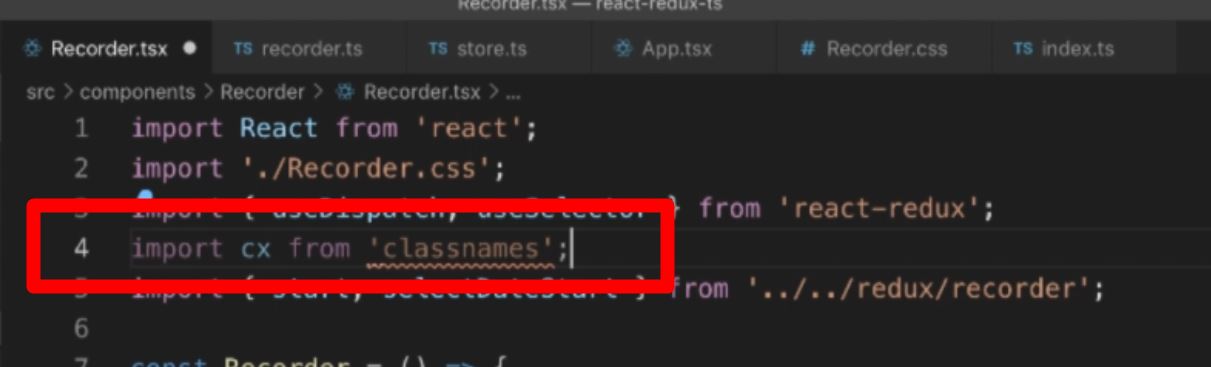 Recorder.tsx — react-redux-ts
Recorder.tsx ● TS recorder.ts TS store.ts App.tsx # Recorder.css TS index.ts
src > components > Recorder > Recorder.tsx > ...
1 import React from 'react';
2 import './Recorder.css';
3 import { useDispatch, useSelector } from 'react-redux';
4 import cx from 'classnames';
5 import { start, selectDateStart } from '../../redux/recorder';
6
7 const Recorder = () => {